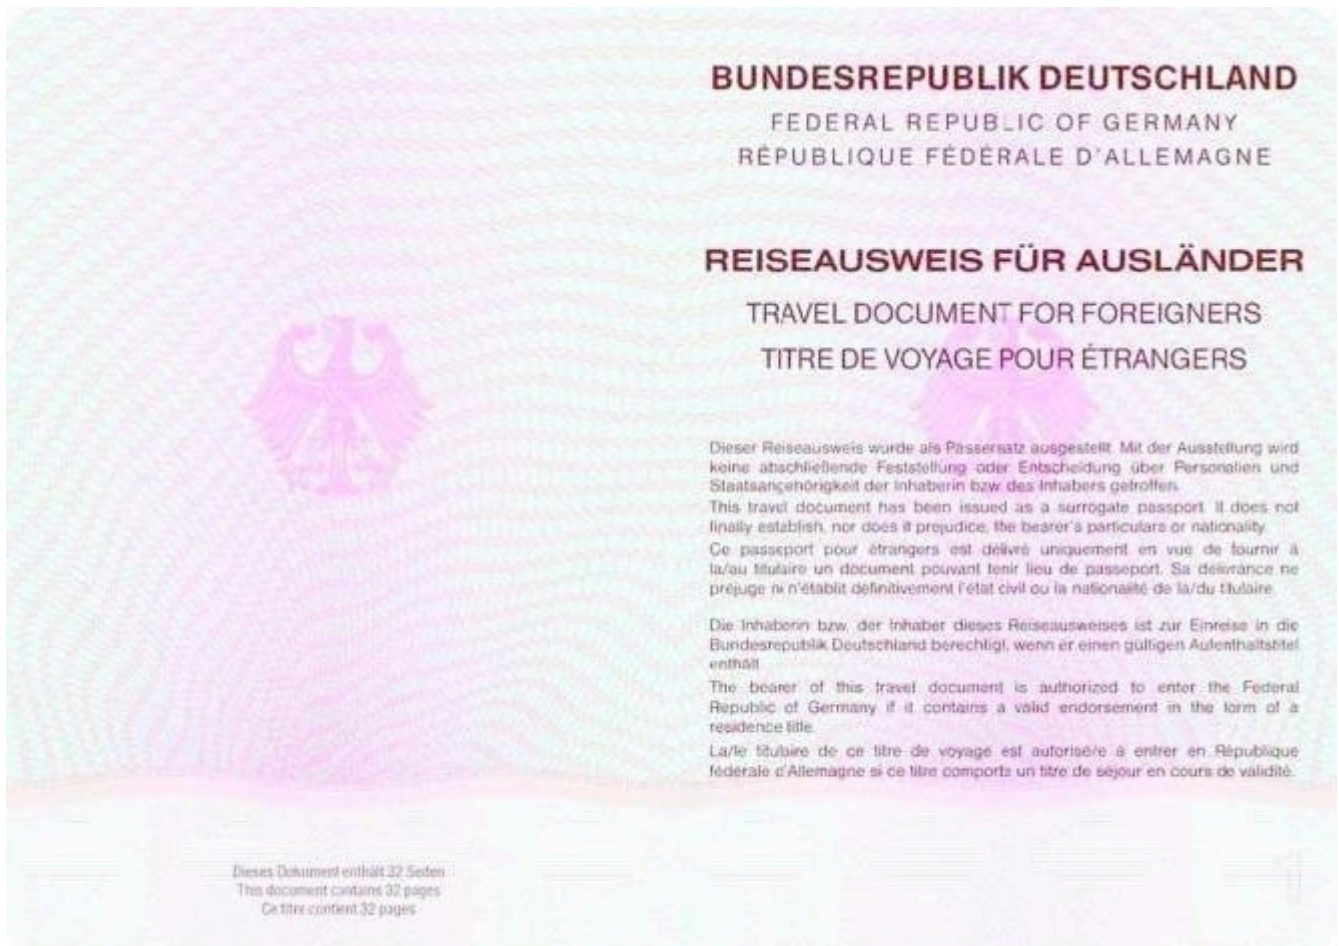 BUNDESREPUBLIK DEUTSCHLAND
FEDERAL REPUBLIC OF GERMANY
RÉPUBLIQUE FÉDÉRALE D'ALLEMAGNE
REISEAUSWEIS FÜR AUSLÄNDER
TRAVEL DOCUMENT FOR FOREIGNERS
TITRE DE VOYAGE POUR ÉTRANGERS
Dieser Reiseausweis wurde als Passersatz ausgestellt. Mit der Ausstellung wird
keine abschließende Feststellung oder Entscheidung über Personalien und
Staatsangehörigkeit der Inhaberin bzw. des Inhabers getroffen.
This travel document has been issued as a surrogate passport. It does not
finally establish, nor does it prejudice, the bearer's particulars or nationality.
Ce passeport pour étrangers est délivré uniquement en vue de fournir à
la/au titulaire un document pouvant tenir lieu de passeport. Sa délivrance ne
préjuge ni n'établit définitivement l'état civil ou la nationalité de la/du titulaire.
Die Inhaberin bzw. der Inhaber dieses Reiseausweises ist zur Einreise in die
Bundesrepublik Deutschland berechtigt, wenn er einen gültigen Aufenthaltstitel
enthält.
The bearer of this travel document is authorized to enter the Federal
Republic of Germany if it contains a valid endorsement in the form of a
residence title.
La/le titulaire de ce titre de voyage est autorisé/e à entrer en République
fédérale d'Allemagne si ce titre comporte un titre de séjour en cours de validité.
Dieses Dokument enthält 32 Seiten
This document contains 32 pages
Ce titre contient 32 pages
1